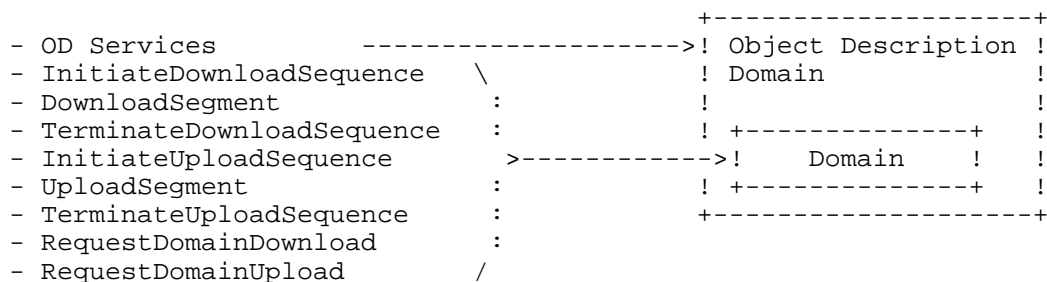 +---------------------+
- OD Services          -------------------->! Object Description !
- InitiateDownloadSequence   \              ! Domain             !
- DownloadSegment             :             !                    !
- TerminateDownloadSequence   :             ! +--------------+   !
- InitiateUploadSequence       >------------>!    Domain    !   !
- UploadSegment               :             ! +--------------+   !
- TerminateUploadSequence     :             +---------------------+
- RequestDomainDownload       :
- RequestDomainUpload        /